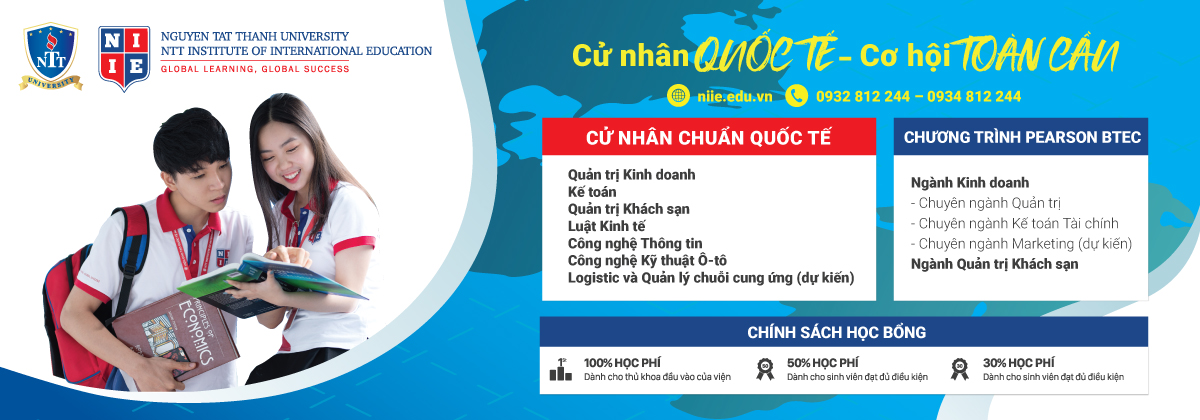 NTT
UNIVERSITY
NI
IE
NGUYEN TAT THANH UNIVERSITY
NTT INSTITUTE OF INTERNATIONAL EDUCATION
GLOBAL LEARNING, GLOBAL SUCCESS
Cử nhân QUỐC TẾ - Cơ hội TOÀN CẦU
niie.edu.vn 0932 812 244 – 0934 812 244
CỬ NHÂN CHUẨN QUỐC TẾ
Quản trị Kinh doanh
Kế toán
Quản trị Khách sạn
Luật Kinh tế
Công nghệ Thông tin
Công nghệ Kỹ thuật Ô-tô
Logistic và Quản lý chuỗi cung ứng (dự kiến)
CHƯƠNG TRÌNH PEARSON BTEC
Ngành Kinh doanh
- Chuyên ngành Quản trị
- Chuyên ngành Kế toán Tài chính
- Chuyên ngành Marketing (dự kiến)
Ngành Quản trị Khách sạn
CHÍNH SÁCH HỌC BỔNG
1st 100% HỌC PHÍ
Dành cho thủ khoa đầu vào của viện
50 50% HỌC PHÍ
Dành cho sinh viên đạt đủ điều kiện
30 30% HỌC PHÍ
Dành cho sinh viên đạt đủ điều kiện
PRINCIPLES OF
ECONOMICS